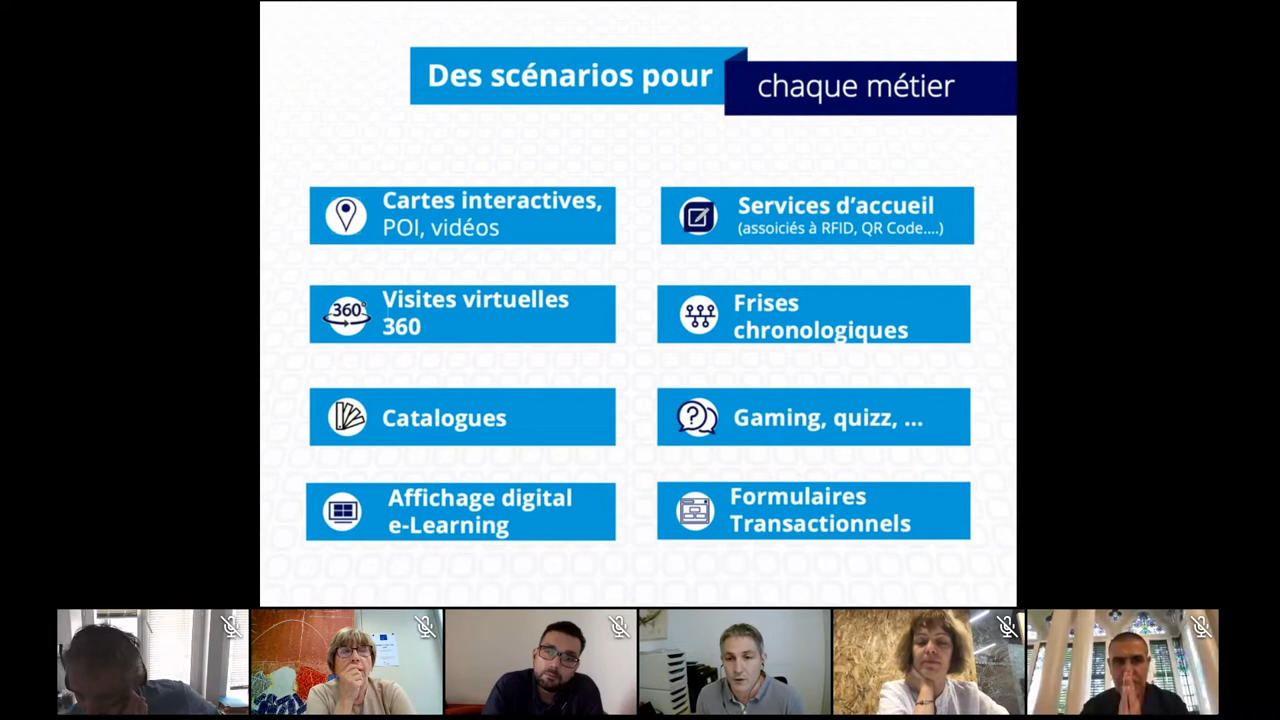 Des scénarios pour
chaque métier
Cartes interactives,
POI, vidéos
Services d'accueil
(assoiciés à RFID, QR Code....)
360°
Visites virtuelles
360
Frises
chronologiques
Catalogues
?
Gaming, quizz, ...
Affichage digital
e-Learning
Formulaires
Transactionnels